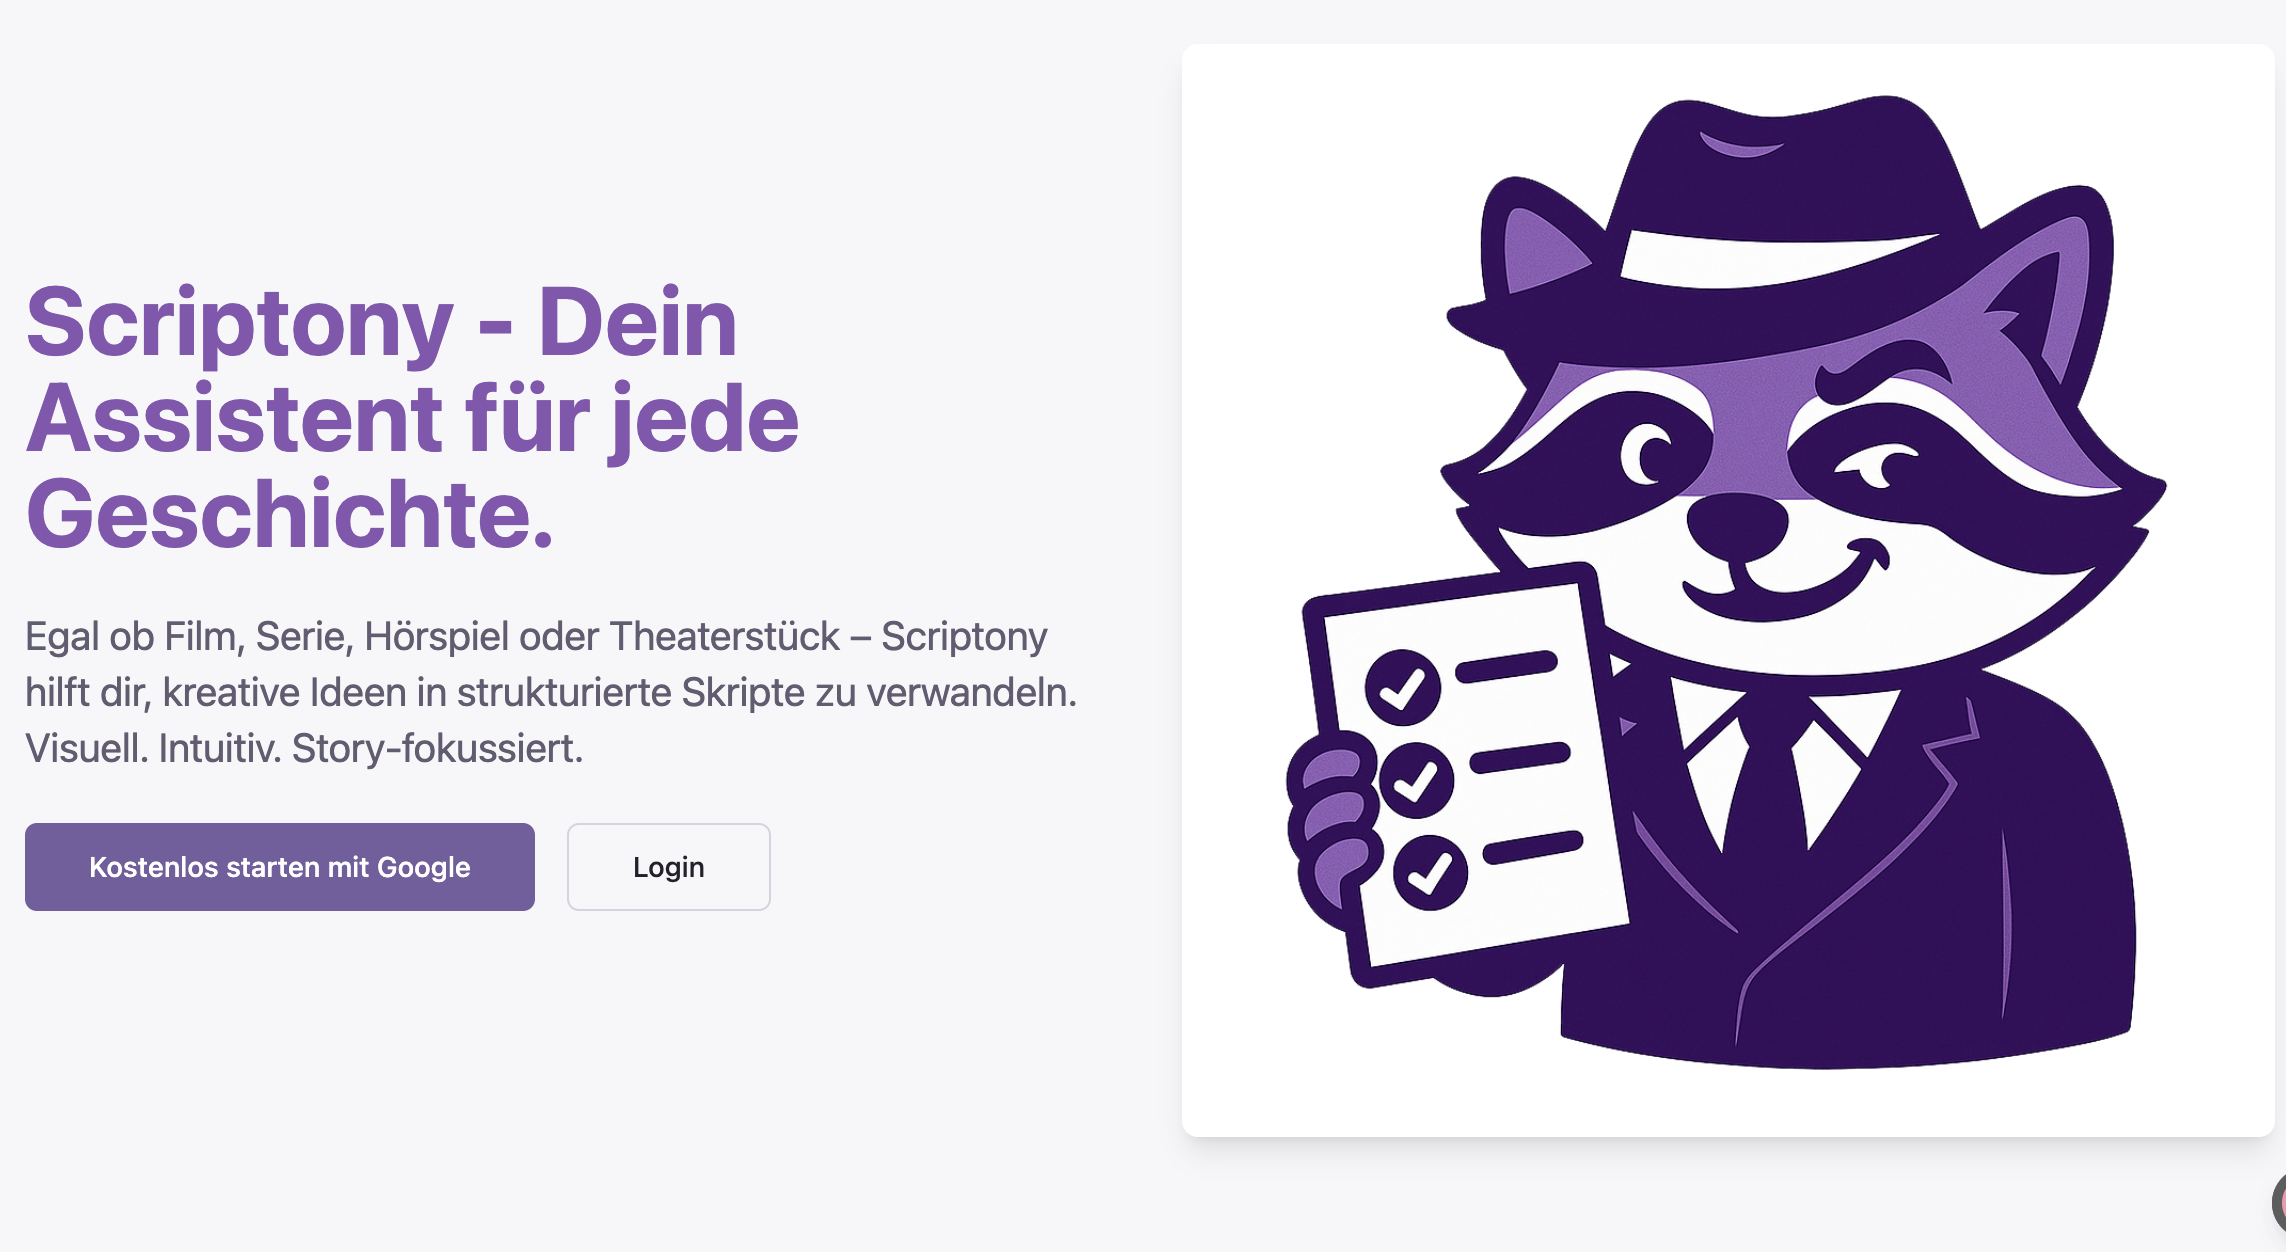 Scriptony - Dein
Assistent für jede
Geschichte.
Egal ob Film, Serie, Hörspiel oder Theaterstück – Scriptony
hilft dir, kreative Ideen in strukturierte Skripte zu verwandeln.
Visuell. Intuitiv. Story-fokussiert.
Kostenlos starten mit Google
Login